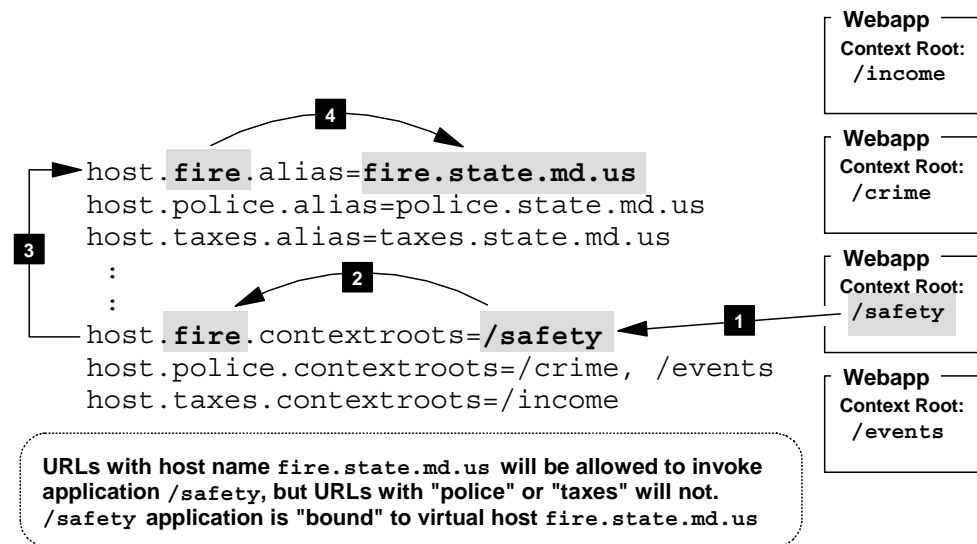 Webapp
Context Root:
/income
4
host.fire.alias=fire.state.md.us
host.police.alias=police.state.md.us
host.taxes.alias=taxes.state.md.us
:
:
3
2
host.fire.contextroots=/safety
host.police.contextroots=/crime, /events
host.taxes.contextroots=/income
1
Webapp
Context Root:
/crime
Webapp
Context Root:
/safety
Webapp
Context Root:
/events
URLs with host name fire.state.md.us will be allowed to invoke
application /safety, but URLs with "police" or "taxes" will not.
/safety application is "bound" to virtual host fire.state.md.us